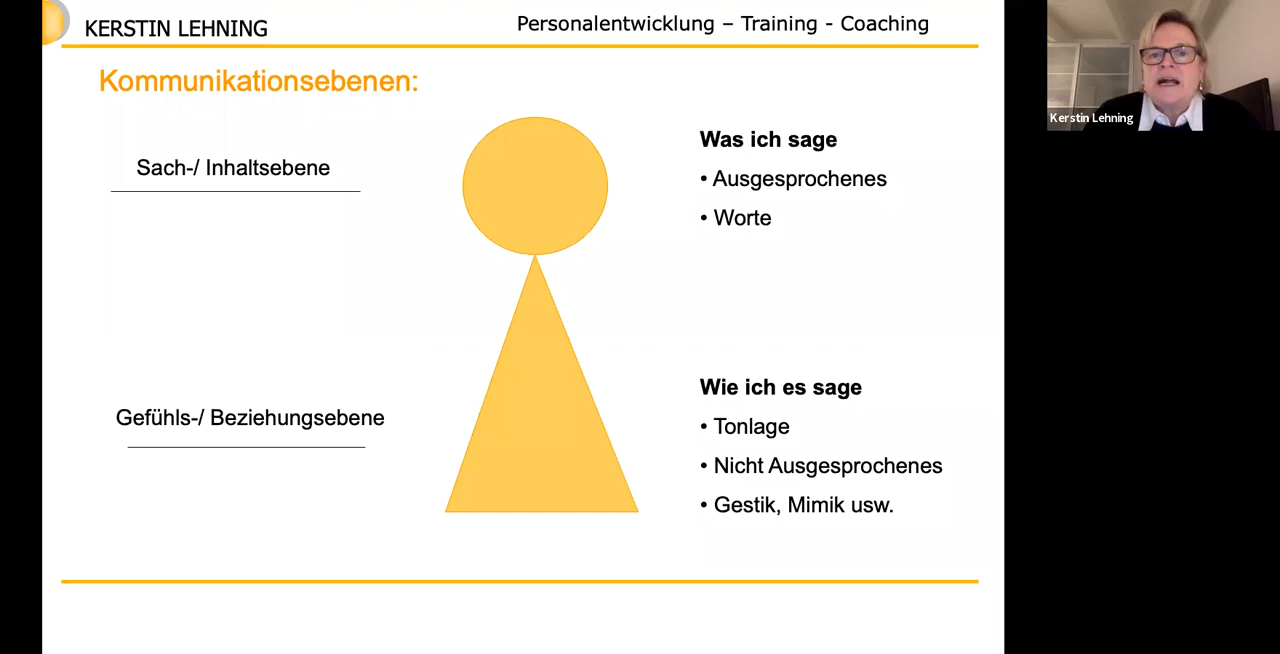 KERSTIN LEHNING
Personalentwicklung – Training - Coaching
Kommunikationsebenen:
Sach-/ Inhaltsebene
Was ich sage
• Ausgesprochenes
• Worte
Gefühls-/ Beziehungsebene
Wie ich es sage
• Tonlage
• Nicht Ausgesprochenes
• Gestik, Mimik usw.
Kerstin Lehning